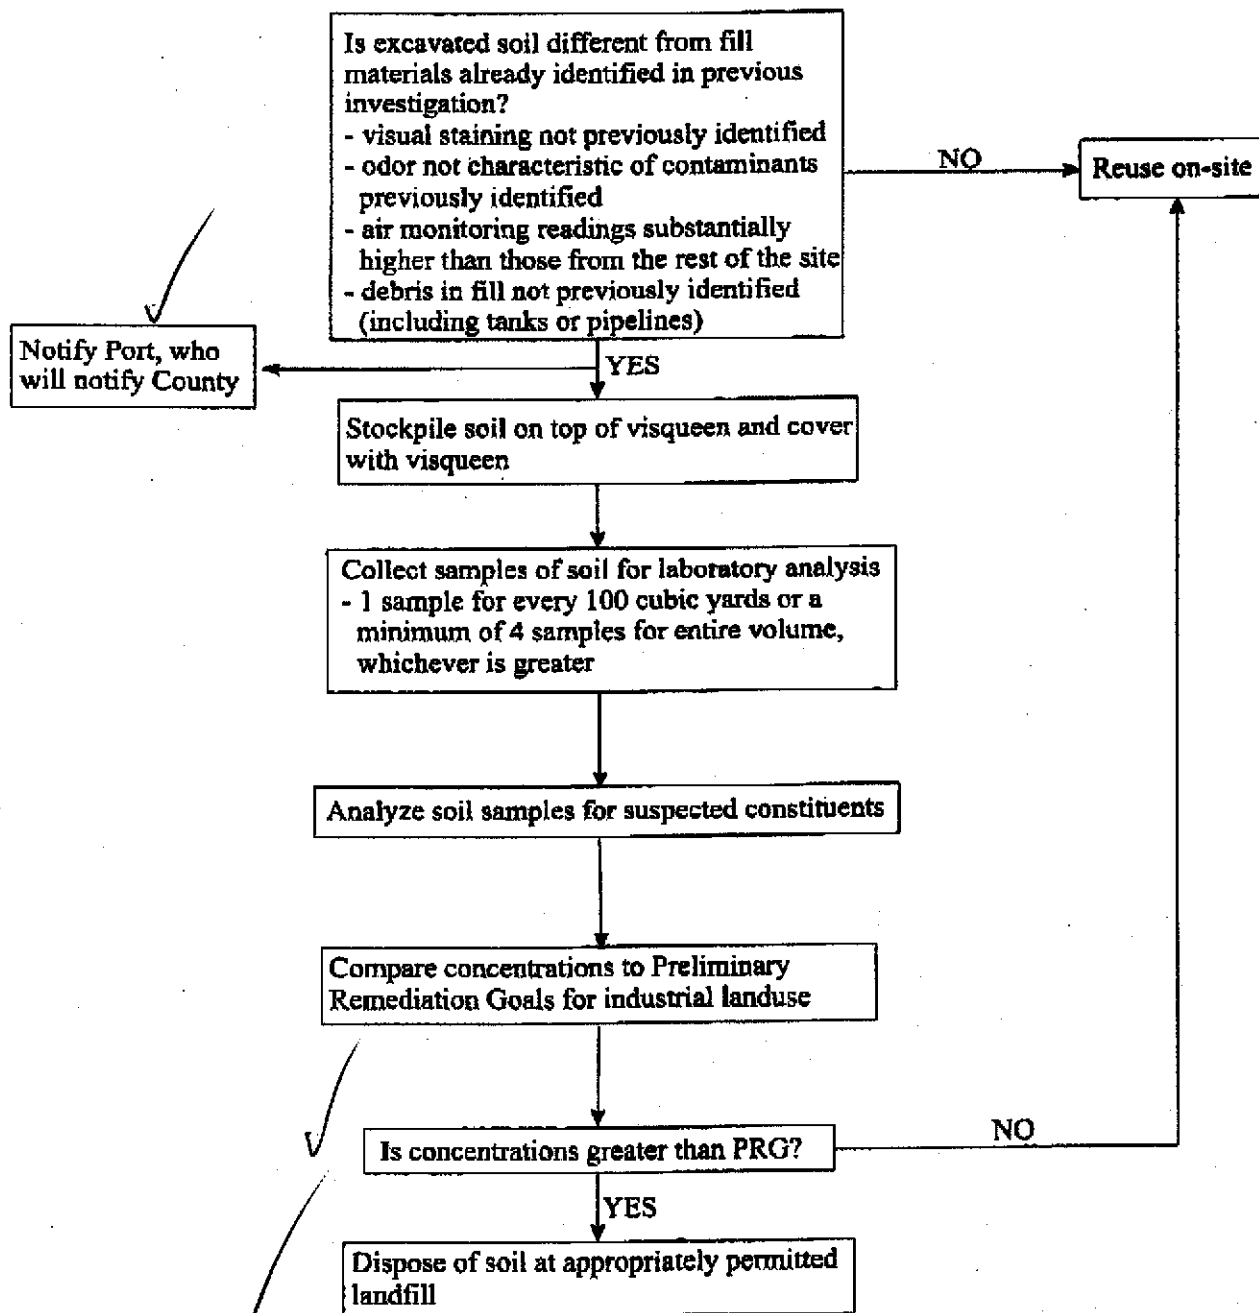 Is excavated soil different from fill
materials already identified in previous
investigation?
- visual staining not previously identified
- odor not characteristic of contaminants
previously identified
- air monitoring readings substantially
higher than those from the rest of the site
- debris in fill not previously identified
(including tanks or pipelines)
NO
Reuse on-site
Notify Port, who
will notify County
YES
Stockpile soil on top of visqueen and cover
with visqueen
Collect samples of soil for laboratory analysis
- 1 sample for every 100 cubic yards or a
minimum of 4 samples for entire volume,
whichever is greater
Analyze soil samples for suspected constituents
Compare concentrations to Preliminary
Remediation Goals for industrial landuse
Is concentrations greater than PRG?
NO
YES
Dispose of soil at appropriately permitted
landfill